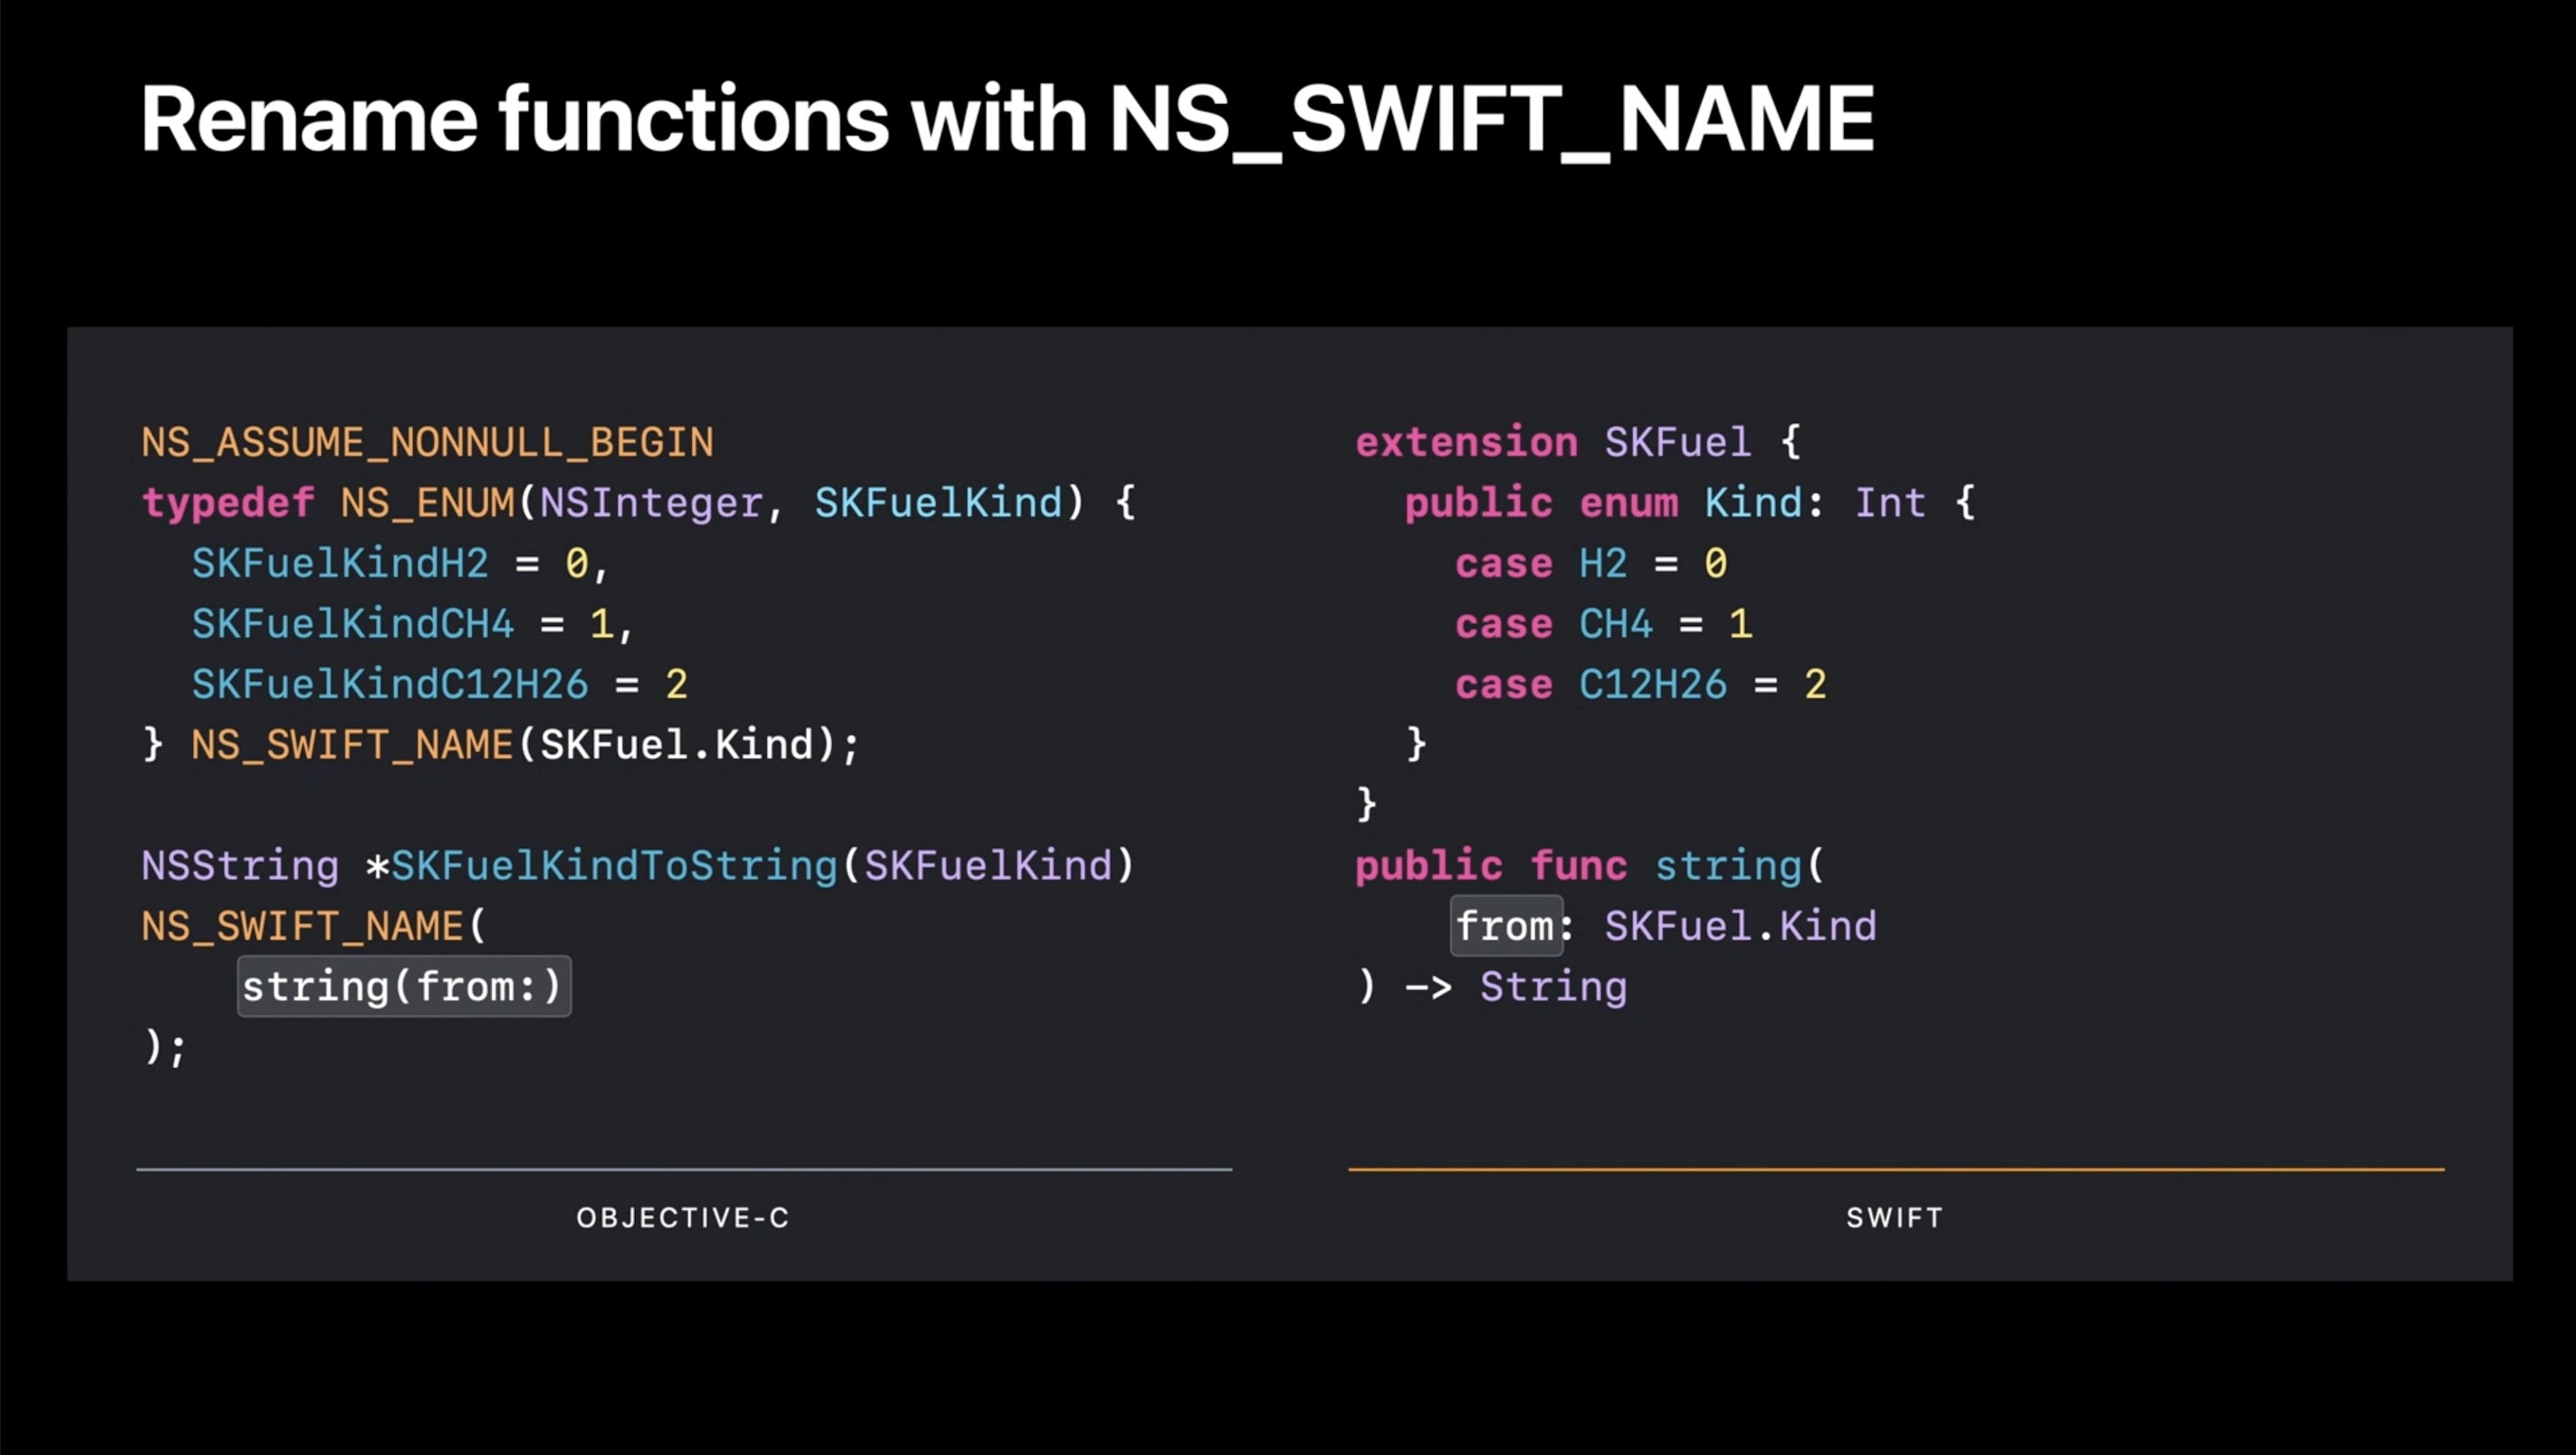 Rename functions with NS_SWIFT_NAME
NS_ASSUME_NONNULL_BEGIN
typedef NS_ENUM(NSInteger, SKFuelKind) {
  SKFuelKindH2 = 0,
  SKFuelKindCH4 = 1,
  SKFuelKindC12H26 = 2
} NS_SWIFT_NAME(SKFuel.Kind);
NSString *SKFuelKindToString(SKFuelKind)
NS_SWIFT_NAME(
    string(from:)
);
OBJECTIVE-C
extension SKFuel {
  public enum Kind: Int {
    case H2 = 0
    case CH4 = 1
    case C12H26 = 2
  }
}
public func string(
    from: SKFuel.Kind
) -> String
SWIFT